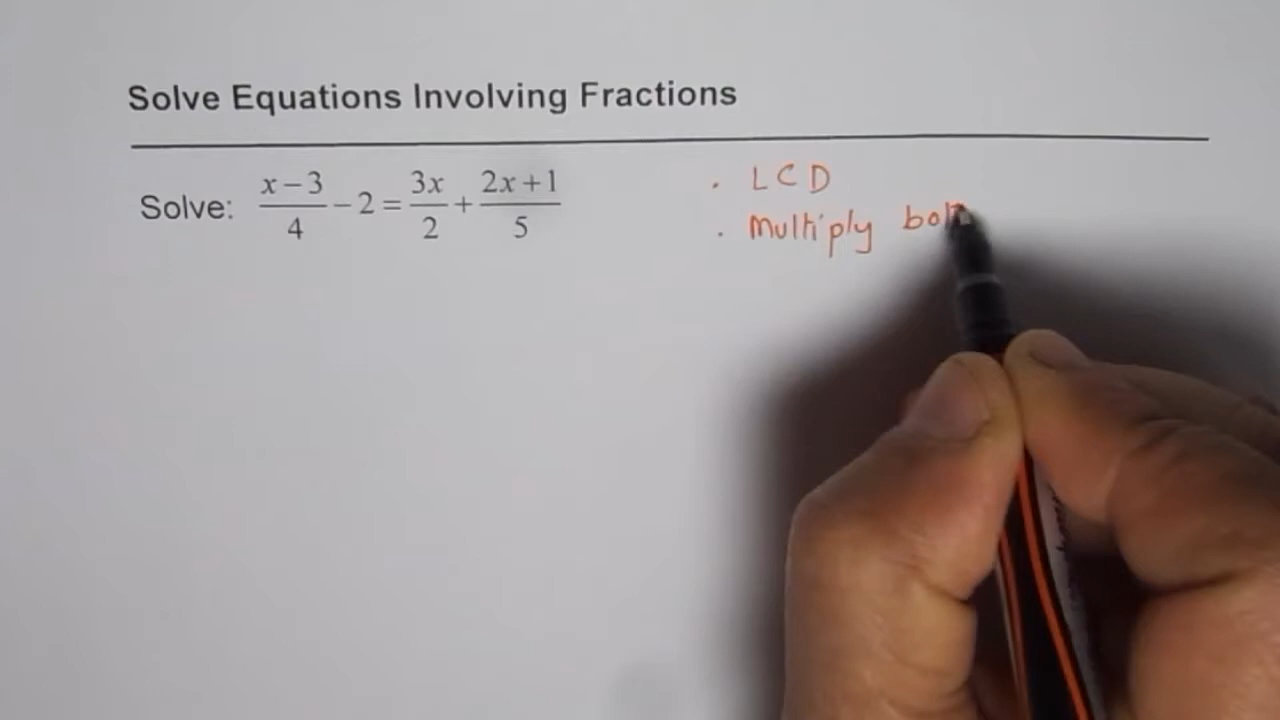 Solve Equations Involving Fractions
Solve: (x-3)/4 - 2 = 3x/2 + (2x+1)/5
. LCD
. Multiply